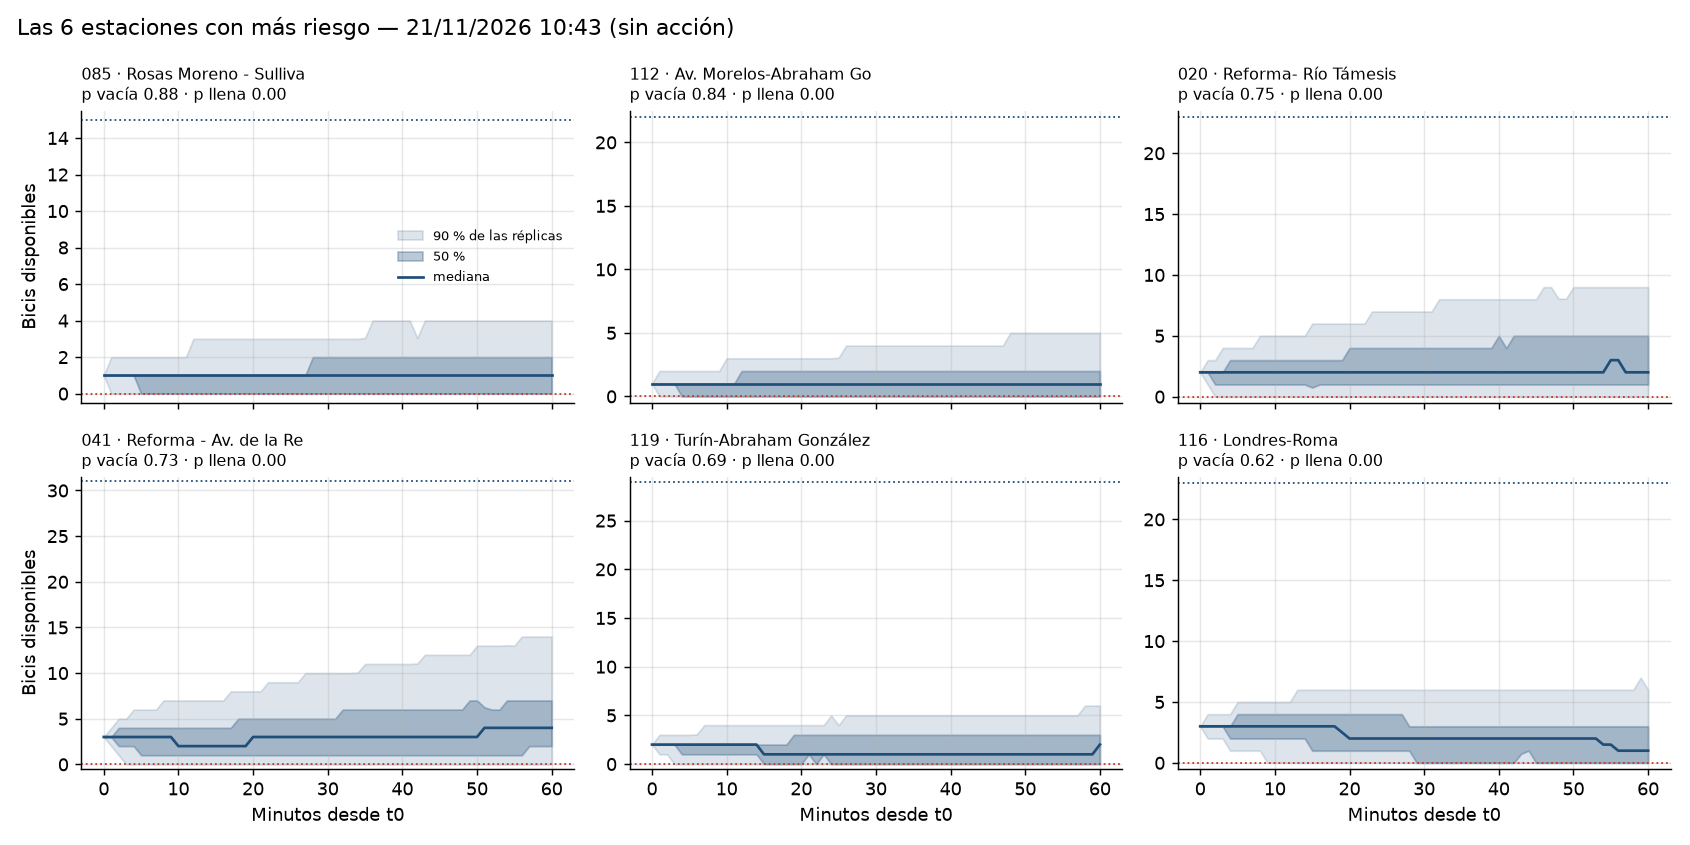 Las 6 estaciones con más riesgo — 21/11/2026 10:43 (sin acción)
085 · Rosas Moreno - Sulliva
p vacía 0.88 · p llena 0.00
14
12
10
8
6
4
2
0
Bicis disponibles
90 % de las réplicas
50 %
mediana
112 · Av. Morelos-Abraham Go
p vacía 0.84 · p llena 0.00
20
15
10
5
0
020 · Reforma- Río Támesis
p vacía 0.75 · p llena 0.00
20
15
10
5
0
041 · Reforma - Av. de la Re
p vacía 0.73 · p llena 0.00
30
25
20
15
10
5
0
Bicis disponibles
0 10 20 30 40 50 60
Minutos desde t0
119 · Turín-Abraham González
p vacía 0.69 · p llena 0.00
25
20
15
10
5
0
0 10 20 30 40 50 60
Minutos desde t0
116 · Londres-Roma
p vacía 0.62 · p llena 0.00
20
15
10
5
0
0 10 20 30 40 50 60
Minutos desde t0